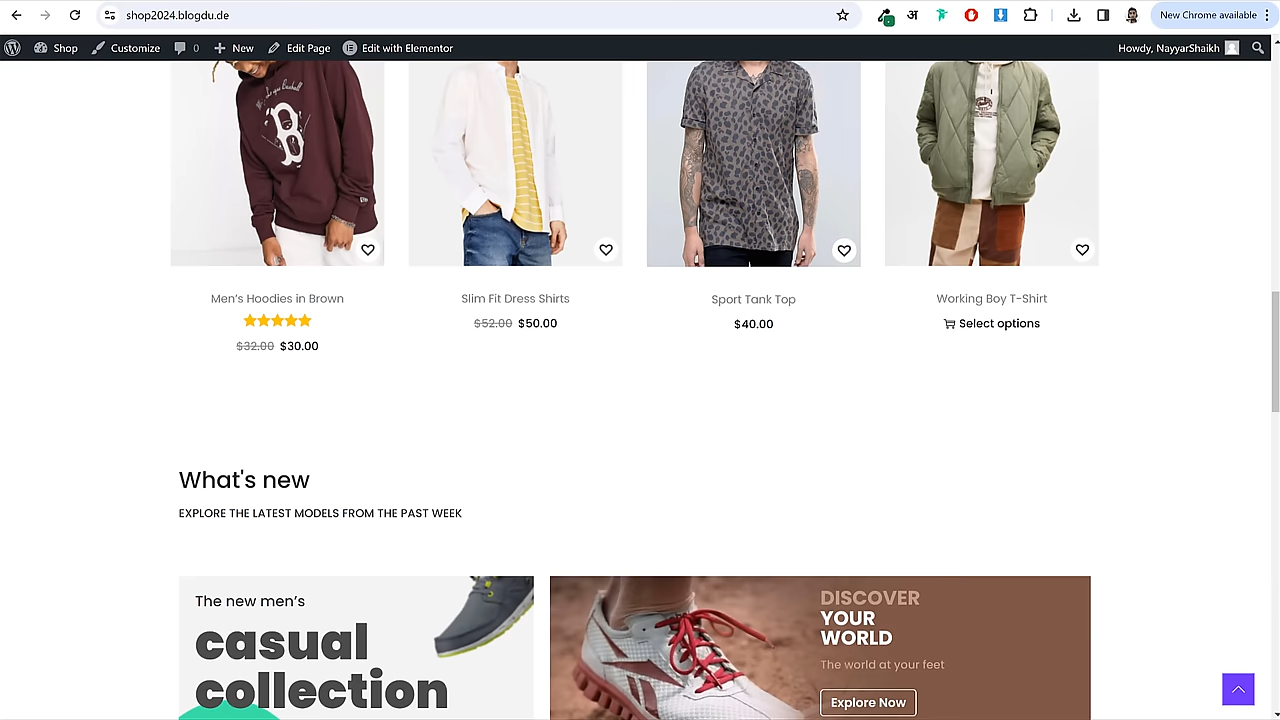 shop2024.blogdu.de
अ
New Chrome available
Shop
Customize
0
New
Edit Page
Edit with Elementor
Howdy, NayyarShaikh
B
Men's Hoodies in Brown
$32.00 $30.00
Slim Fit Dress Shirts
$52.00 $50.00
Sport Tank Top
$40.00
Working Boy T-Shirt
Select options
What's new
EXPLORE THE LATEST MODELS FROM THE PAST WEEK
The new men's
casual
collection
DISCOVER
YOUR
WORLD
The world at your feet
Explore Now